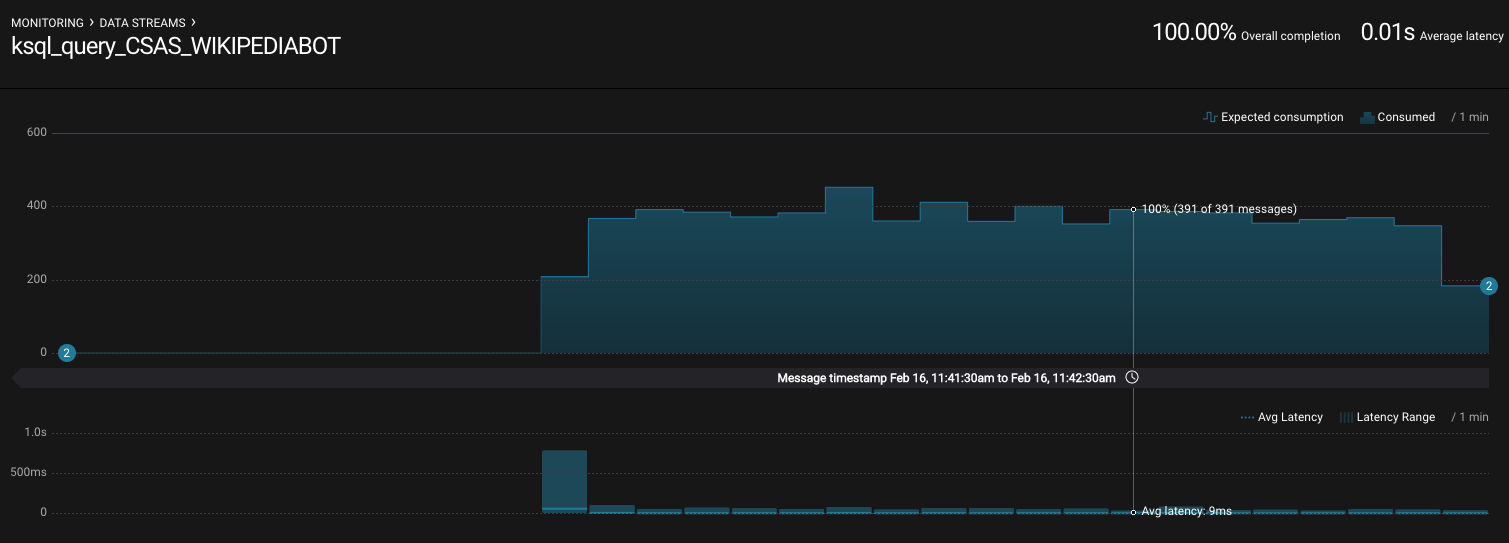 MONITORING › DATA STREAMS ›
ksql_query_CSAS_WIKIPEDIABOT
100.00% Overall completion 0.01s Average latency
Expected consumption Consumed / 1 min
600
400
100% (391 of 391 messages)
200
2
0
2
Message timestamp Feb 16, 11:41:30am to Feb 16, 11:42:30am
Avg Latency Latency Range / 1 min
1.0s
500ms
0
Avg latency: 9ms